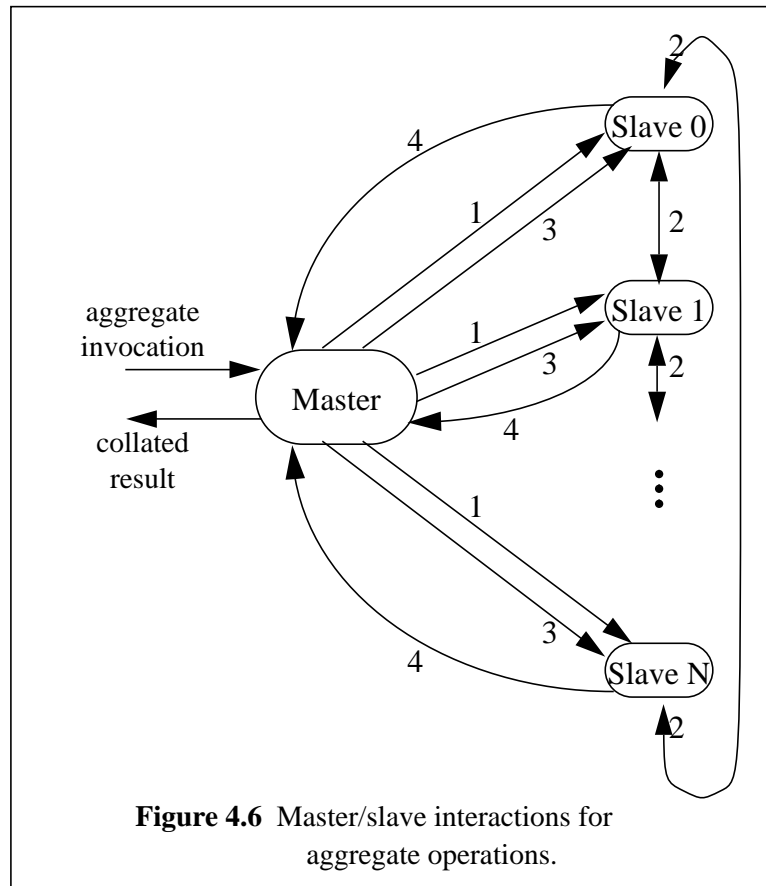 2
Slave 0
4
1
3
2
Slave 1
1
3
2
4
aggregate
invocation
Master
collated
result
1
3
4
Slave N
2
Figure 4.6 Master/slave interactions for
aggregate operations.